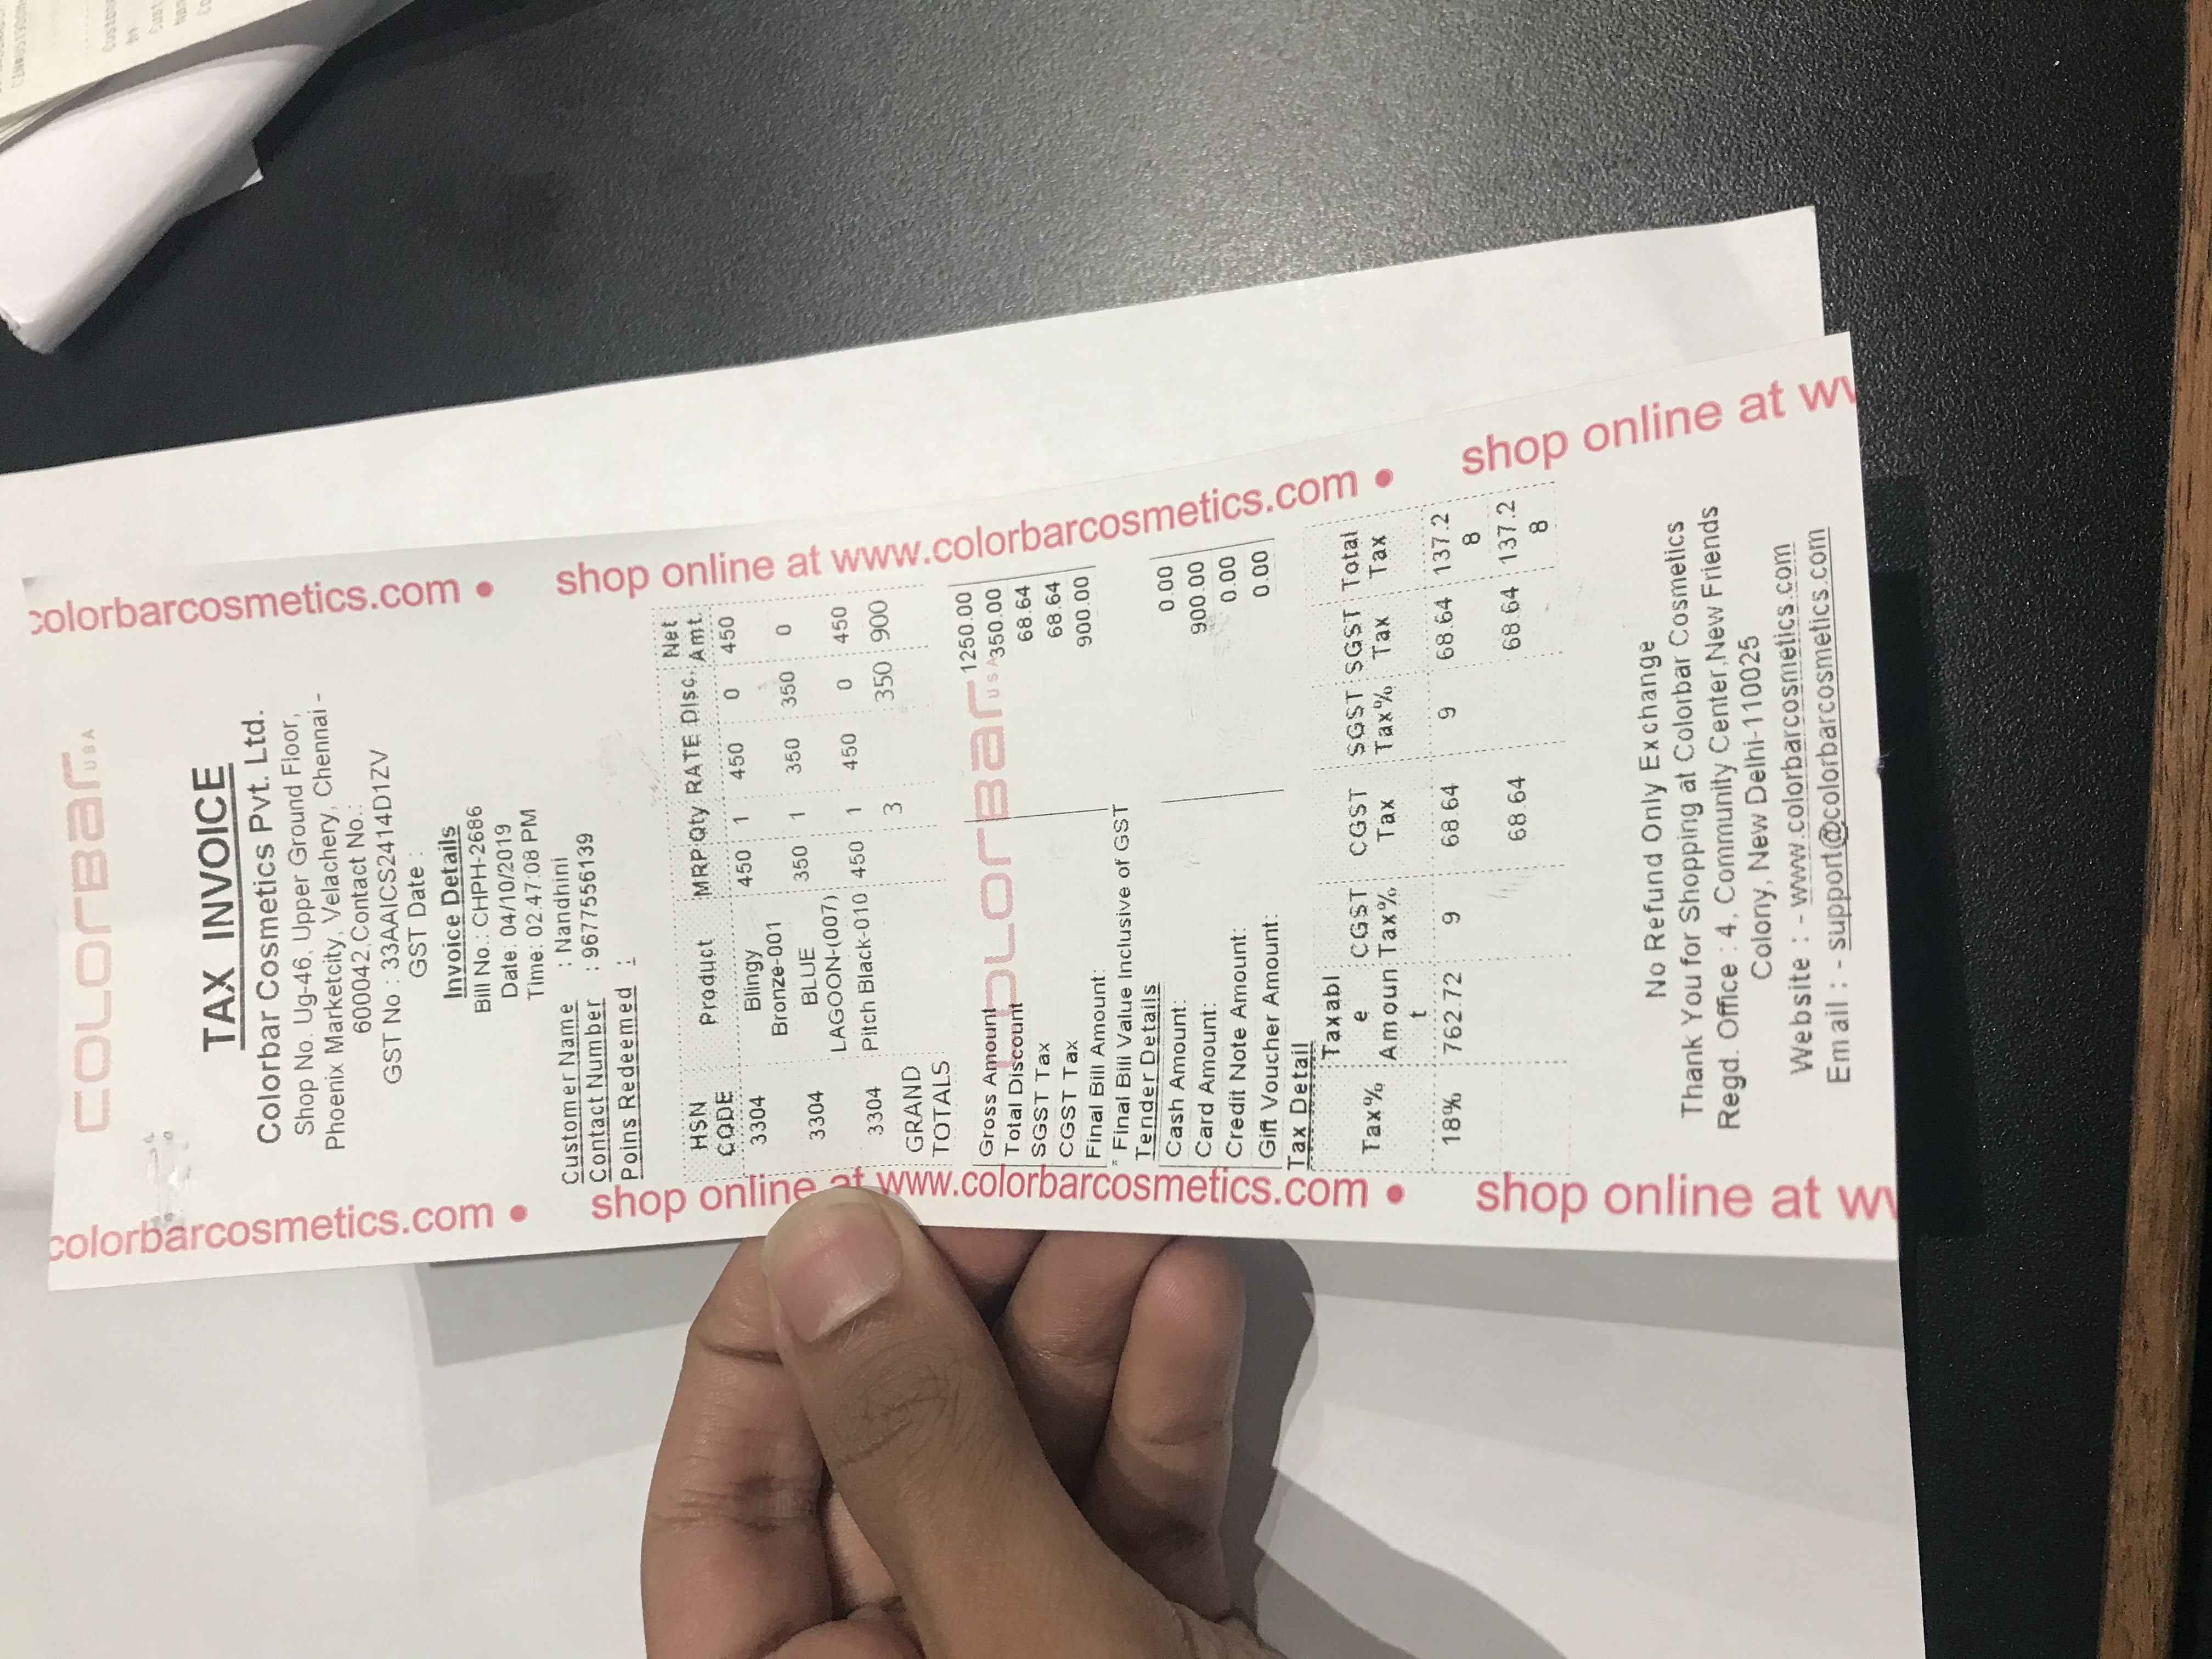 COLORBAR USA
TAX INVOICE
Colorbar Cosmetics Pvt. Ltd.
Shop No. Ug-46, Upper Ground Floor,
Phoenix Marketcity, Velachery, Chennai -
600042,Contact No.:
GST No : 33AAICS2414D1ZV
GST Date :
Invoice Details
Bill No.: CHPH-2686
Date: 04/10/2019
Time: 02:47:08 PM
Customer Name : Nandhini
Contact Number : 9677556139
Poins Redeemed :
HSN CODE Product MRP Qty RATE Disc. Net Amt.
3304 Blingy Bronze-001 450 1 450 0 450
3304 BLUE LAGOON-(007) 350 1 350 350 0
3304 Pitch Black-010 450 1 450 0 450
GRAND TOTALS 3 350 900
COLORBAR USA
Gross Amount 1250.00
Total Discount 350.00
SGST Tax 68.64
CGST Tax 68.64
Final Bill Amount: 900.00
* Final Bill Value Inclusive of GST
Tender Details
Cash Amount: 0.00
Card Amount: 900.00
Credit Note Amount: 0.00
Gift Voucher Amount: 0.00
Tax Detail
Tax% Taxable Amount CGST Tax% CGST Tax SGST Tax% SGST Tax Total Tax
18% 762.72 9 68.64 9 68.64 137.28
68.64 68.64 137.28
No Refund Only Exchange
Thank You for Shopping at Colorbar Cosmetics
Regd. Office : 4, Community Center,New Friends
Colony, New Delhi-110025
Website : - www.colorbarcosmetics.com
Email : - support@colorbarcosmetics.com
colorbarcosmetics.com • shop online at www.colorbarcosmetics.com • shop online at w
colorbarcosmetics.com • shop online at www.colorbarcosmetics.com • shop online at w